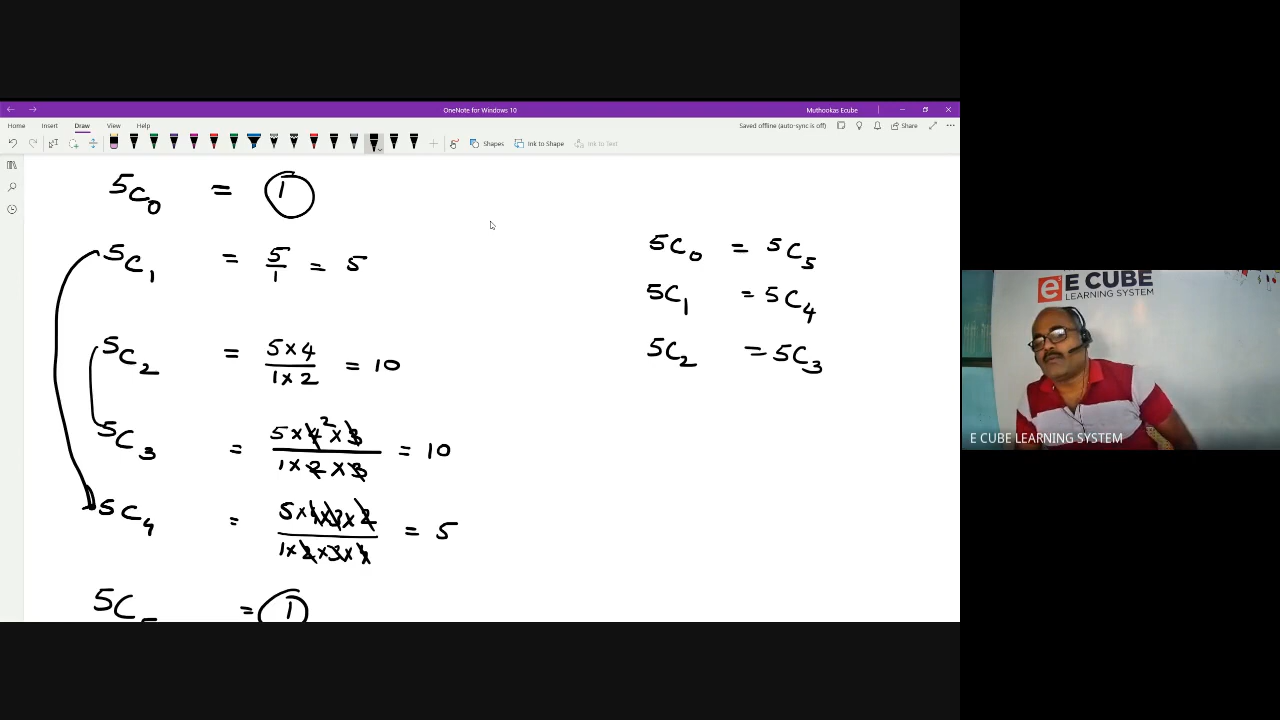 OneNote for Windows 10
Muthookas Ecube
Home Insert Draw View Help
Saved offline (auto-sync is off)
Share
Shapes
Ink to Shape
Ink to Text
5C0 = 1
5C1 = 5/1 = 5
5C2 = 5×4/1×2 = 10
5C3 = 5×4²×3/1×2×3 = 10
5C4 = 5×4×3×2/1×2×3×4 = 5
5C5 = 1
5C0 = 5C5
5C1 = 5C4
5C2 = 5C3
e E CUBE
LEARNING SYSTEM
E CUBE LEARNING SYSTEM